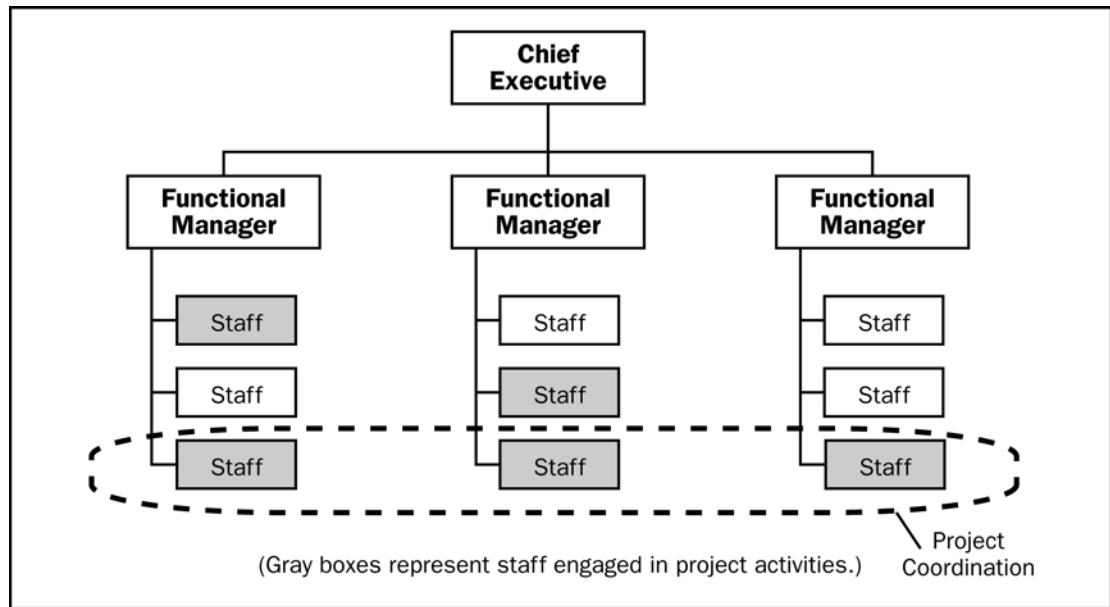 Chief
Executive
Functional
Manager
Functional
Manager
Functional
Manager
Staff
Staff
Staff
Staff
Staff
Staff
Staff
Staff
Staff
Project
Coordination
(Gray boxes represent staff engaged in project activities.)